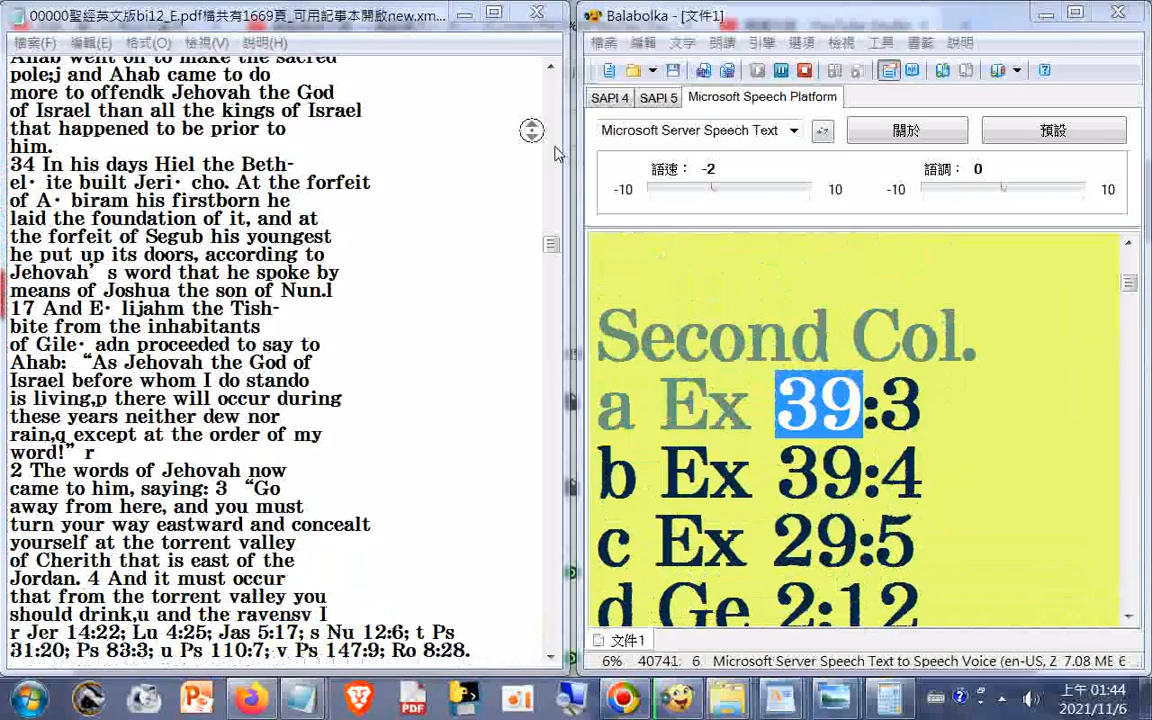 00000聖經英文版bi12_E.pdf檔共有1669頁_可用記事本開啟new.xm...
檔案(F) 編輯(E) 格式(O) 檢視(V) 說明(H)
Ahab went on to make the sacred
pole;j and Ahab came to do
more to offendk Jehovah the God
of Israel than all the kings of Israel
that happened to be prior to
him.
34 In his days Hiel the Beth-
el‧ ite built Jeri‧ cho. At the forfeit
of A‧ biram his firstborn he
laid the foundation of it, and at
the forfeit of Segub his youngest
he put up its doors, according to
Jehovah’s word that he spoke by
means of Joshua the son of Nun.l
17 And E‧ lijahm the Tish-
bite from the inhabitants
of Gile‧ adn proceeded to say to
Ahab: “As Jehovah the God of
Israel before whom I do stando
is living,p there will occur during
these years neither dew nor
rain,q except at the order of my
word!” r
2 The words of Jehovah now
came to him, saying: 3 “Go
away from here, and you must
turn your way eastward and concealt
yourself at the torrent valley
of Cherith that is east of the
Jordan. 4 And it must occur
that from the torrent valley you
should drink,u and the ravensv I
r Jer 14:22; Lu 4:25; Jas 5:17; s Nu 12:6; t Ps
31:20; Ps 83:3; u Ps 110:7; v Ps 147:9; Ro 8:28.
Balabolka - [文件1]
檔案 編輯 文字 朗讀 引擎 選項 檢視 工具 書籤 說明
SAPI 4 SAPI 5 Microsoft Speech Platform
Microsoft Server Speech Text 關於 預設
語速： -2 語調： 0
-10 10 -10 10
Second Col.
a Ex 39:3
b Ex 39:4
c Ex 29:5
d Ge 2:12
文件1
6% 40741: 6 Microsoft Server Speech Text to Speech Voice (en-US, Z 7.08 MB 6
PDF
上午 01:44
2021/11/6